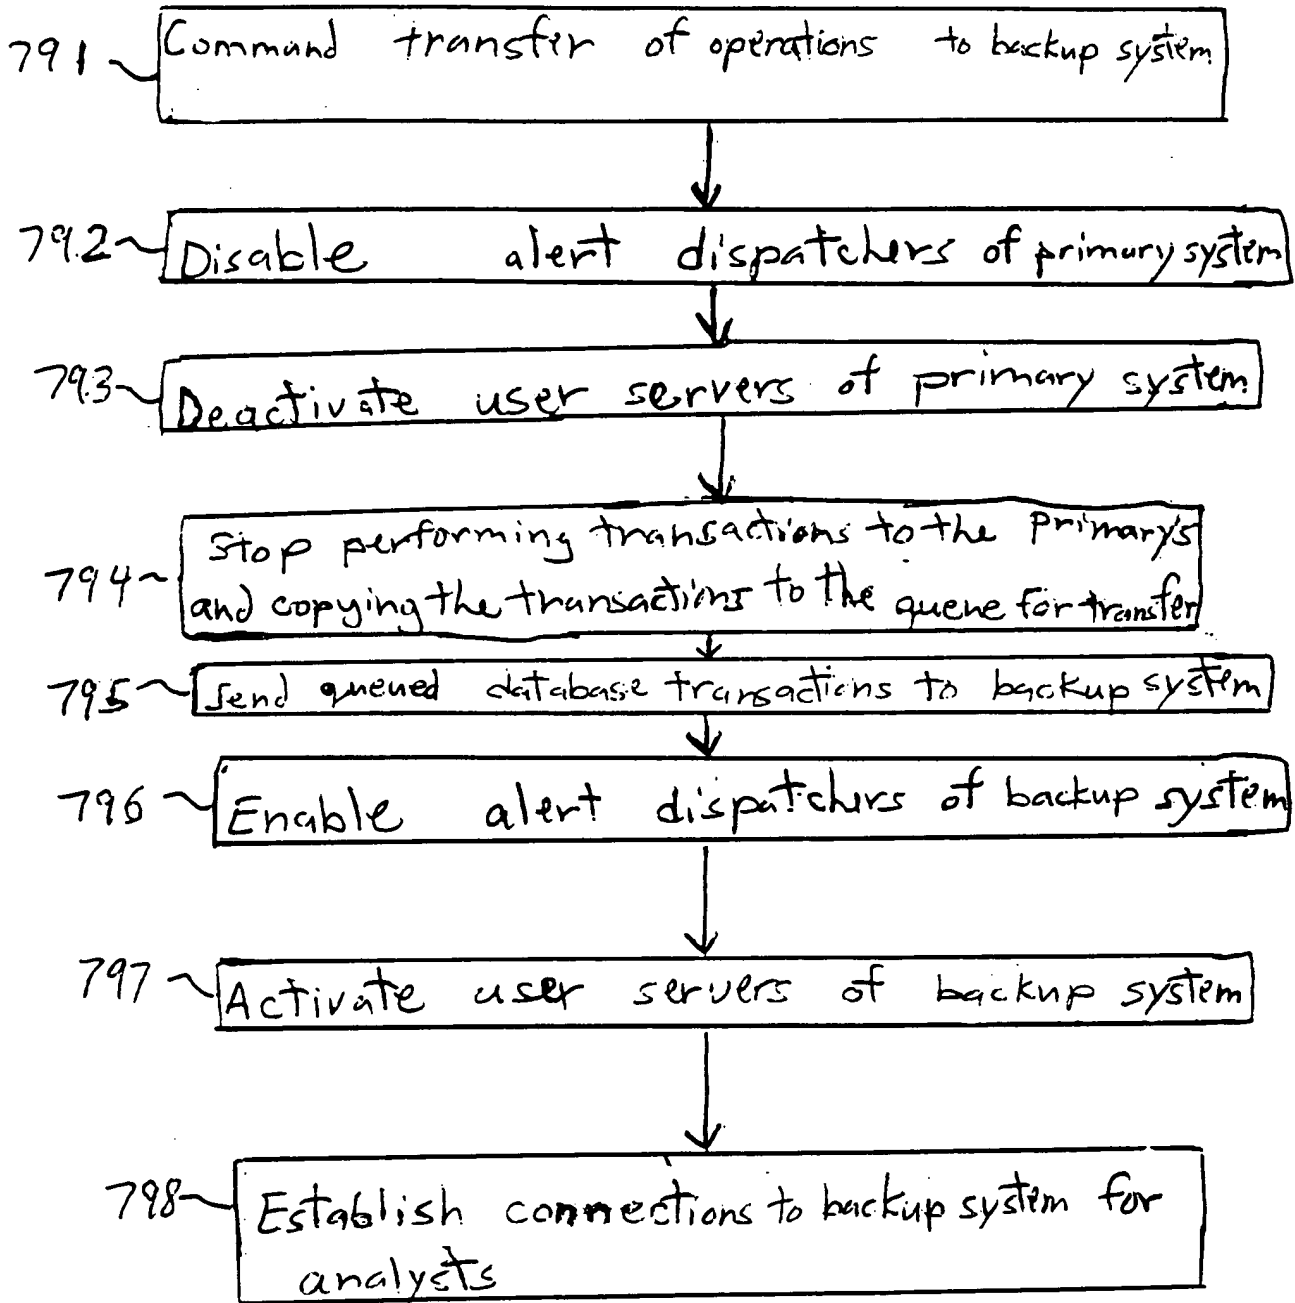 791 Command transfer of operations to backup system
792 Disable alert dispatchers of primary system
793 Deactivate user servers of primary system
794 Stop performing transactions to the primary's
and copying the transactions to the quene for transfer
795 Send queued database transactions to backup system
796 Enable alert dispatchers of backup system
797 Activate user servers of backup system
798 Establish connections to backup system for
analysts